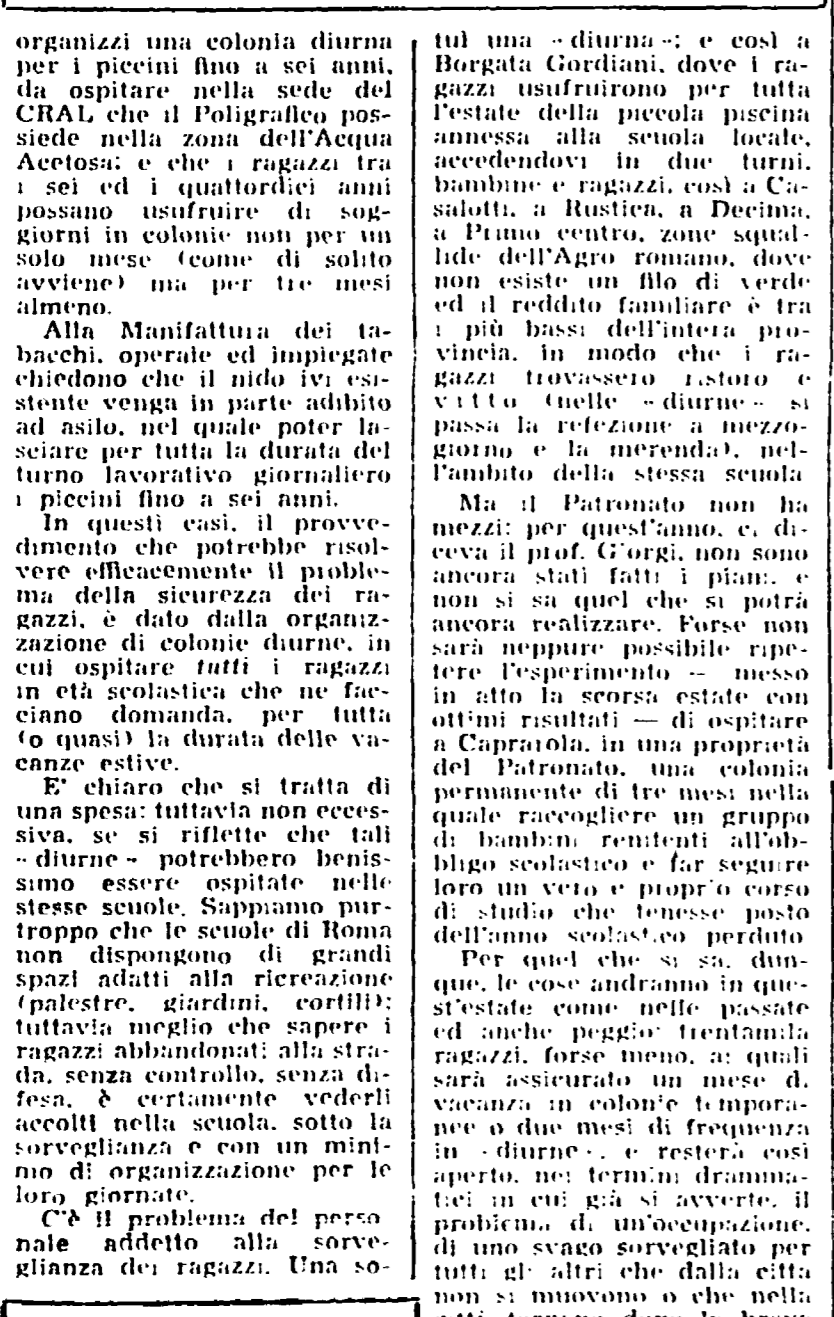 organizzi una colonia diurna
per i piccini fino a sei anni,
da ospitare nella sede del
CRAL che il Poligrafico pos-
siede nella zona dell'Acqua
Acetosa; e che i ragazzi tra
i sei ed i quattordici anni
possano usufruire di sog-
giorni in colonie non per un
solo mese (come di solito
avviene) ma per tre mesi
almeno.
Alla Manifattura dei ta-
bacchi, operaie ed impiegate
chiedono che il nido ivi esi-
stente venga in parte adibito
ad asilo, nel quale poter la-
sciare per tutta la durata del
turno lavorativo giornaliero
i piccini fino a sei anni.
In questi casi, il provve-
dimento che potrebbe risol-
vere efficacemente il proble-
ma della sicurezza dei ra-
gazzi, è dato dalla organiz-
zazione di colonie diurne, in
cui ospitare tutti i ragazzi
in età scolastica che ne fac-
ciano domanda, per tutta
(o quasi) la durata delle va-
canze estive.
E' chiaro che si tratta di
una spesa: tuttavia non ecces-
siva, se si riflette che tali
« diurne » potrebbero benis-
simo essere ospitate nelle
stesse scuole. Sappiamo pur-
troppo che le scuole di Roma
non dispongono di grandi
spazi adatti alla ricreazione
(palestre, giardini, cortili);
tuttavia meglio che sapere i
ragazzi abbandonati alla stra-
da, senza controllo, senza di-
fesa, è certamente vederli
accolti nella scuola, sotto la
sorveglianza e con un mini-
mo di organizzazione per le
loro giornate.
C'è il problema del perso
nale addetto alla sorve-
glianza dei ragazzi. Una so-
tuì una « diurna »; e così a
Borgata Gordiani, dove i ra-
gazzi usufruirono per tutta
l'estate della piccola piscina
annessa alla scuola locale,
accedendovi in due turni,
bambine e ragazzi, così a Ca-
salotti, a Rustica, a Decima,
a Primo centro, zone squal-
lide dell'Agro romano, dove
non esiste un filo di verde
ed il reddito familiare è tra
i più bassi dell'intera pro-
vincia, in modo che i ra-
gazzi trovassero ristoro e
vitto (nelle « diurne » si
passa la refezione a mezzo-
giorno e la merenda), nel-
l'ambito della stessa scuola
Ma il Patronato non ha
mezzi: per quest'anno, ci di-
ceva il prof. Giorgi, non sono
ancora stati fatti i piani, e
non si sa quel che si potrà
ancora realizzare. Forse non
sarà neppure possibile ripe-
tere l'esperimento — messo
in atto la scorsa estate con
ottimi risultati — di ospitare
a Caprarola, in una proprietà
del Patronato, una colonia
permanente di tre mesi nella
quale raccogliere un gruppo
di bambini renitenti all'ob-
bligo scolastico e far seguire
loro un vero e proprio corso
di studio che tenesse posto
dell'anno scolastico perduto
Per quel che si sa, dun-
que, le cose andranno in que-
st'estate come nelle passate
ed anche peggio: trentamila
ragazzi, forse meno, ai quali
sarà assicurato un mese di
vacanza in colonie tempora-
nee o due mesi di frequenza
in « diurne », e resterà così
aperto, nei termini dramma-
tici in cui già si avverte, il
problema di un'occupazione,
di uno svago sorvegliato per
tutti gli altri che dalla città
non si muovono o che nella